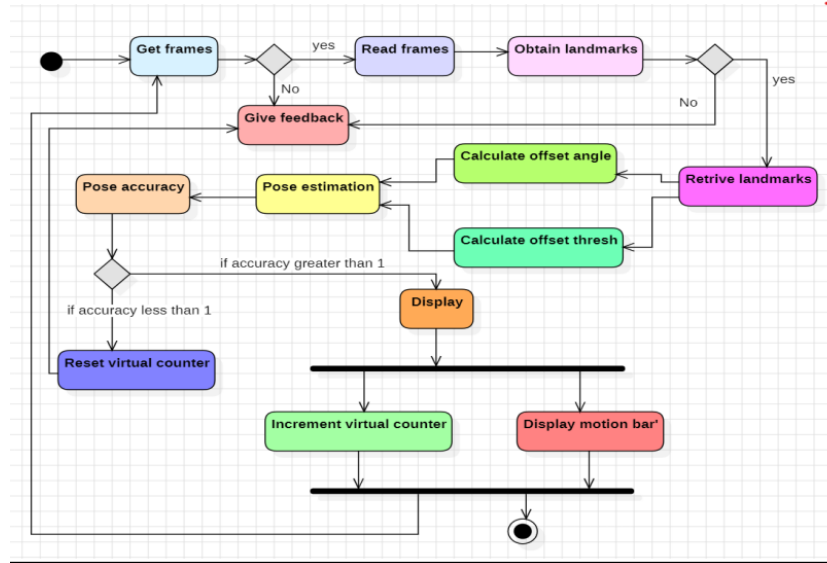 Get frames
yes
Read frames
Obtain landmarks
yes
No
No
Give feedback
Calculate offset angle
Retrive landmarks
Pose accuracy
Pose estimation
Calculate offset thresh
if accuracy greater than 1
Display
if accuracy less than 1
Reset virtual counter
Increment virtual counter
Display motion bar'